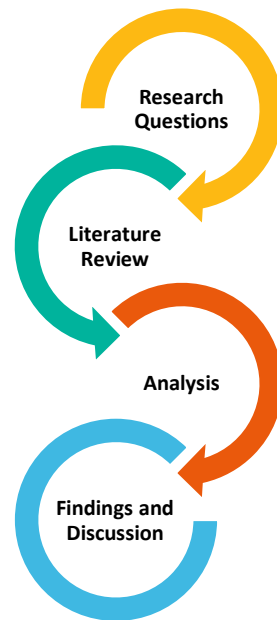 Research
Questions
Literature
Review
Analysis
Findings and
Discussion